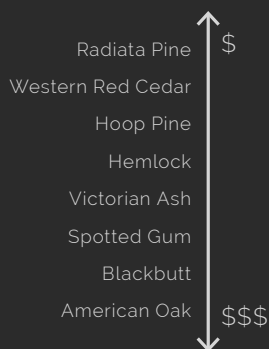 Radiata Pine
$
Western Red Cedar
Hoop Pine
Hemlock
Victorian Ash
Spotted Gum
Blackbutt
American Oak
$$$